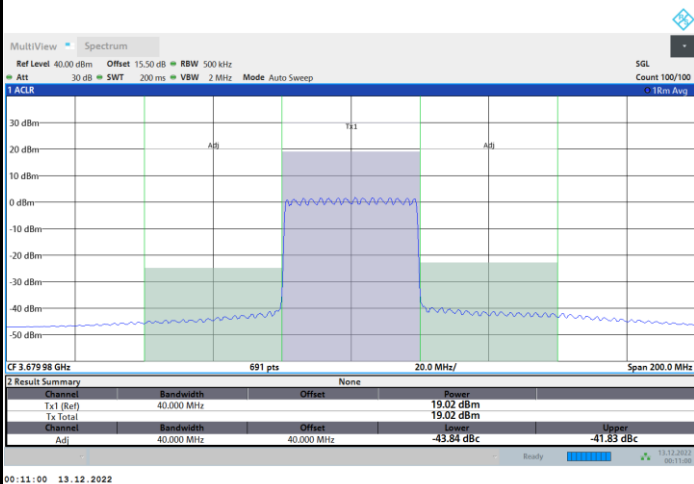 MultiView Spectrum
Ref Level 40.00 dBm Offset 15.50 dB RBW 500 kHz SGL
Att 30 dB SWT 200 ms VBW 2 MHz Mode Auto Sweep Count 100/100
1 ACLR 1Rm Avg
30 dBm
Tx1
20 dBm
Adj Adj
10 dBm
0 dBm
-10 dBm
-20 dBm
-30 dBm
-40 dBm
-50 dBm
CF 3.67998 GHz 691 pts 20.0 MHz/ Span 200.0 MHz
2 Result Summary None
Channel Bandwidth Offset Power
Tx1 (Ref) 40.000 MHz 19.02 dBm
Tx Total 19.02 dBm
Channel Bandwidth Offset Lower Upper
Adj 40.000 MHz 40.000 MHz -43.84 dBc -41.83 dBc
Ready 13.12.2022
00:11:00
00:11:00 13.12.2022